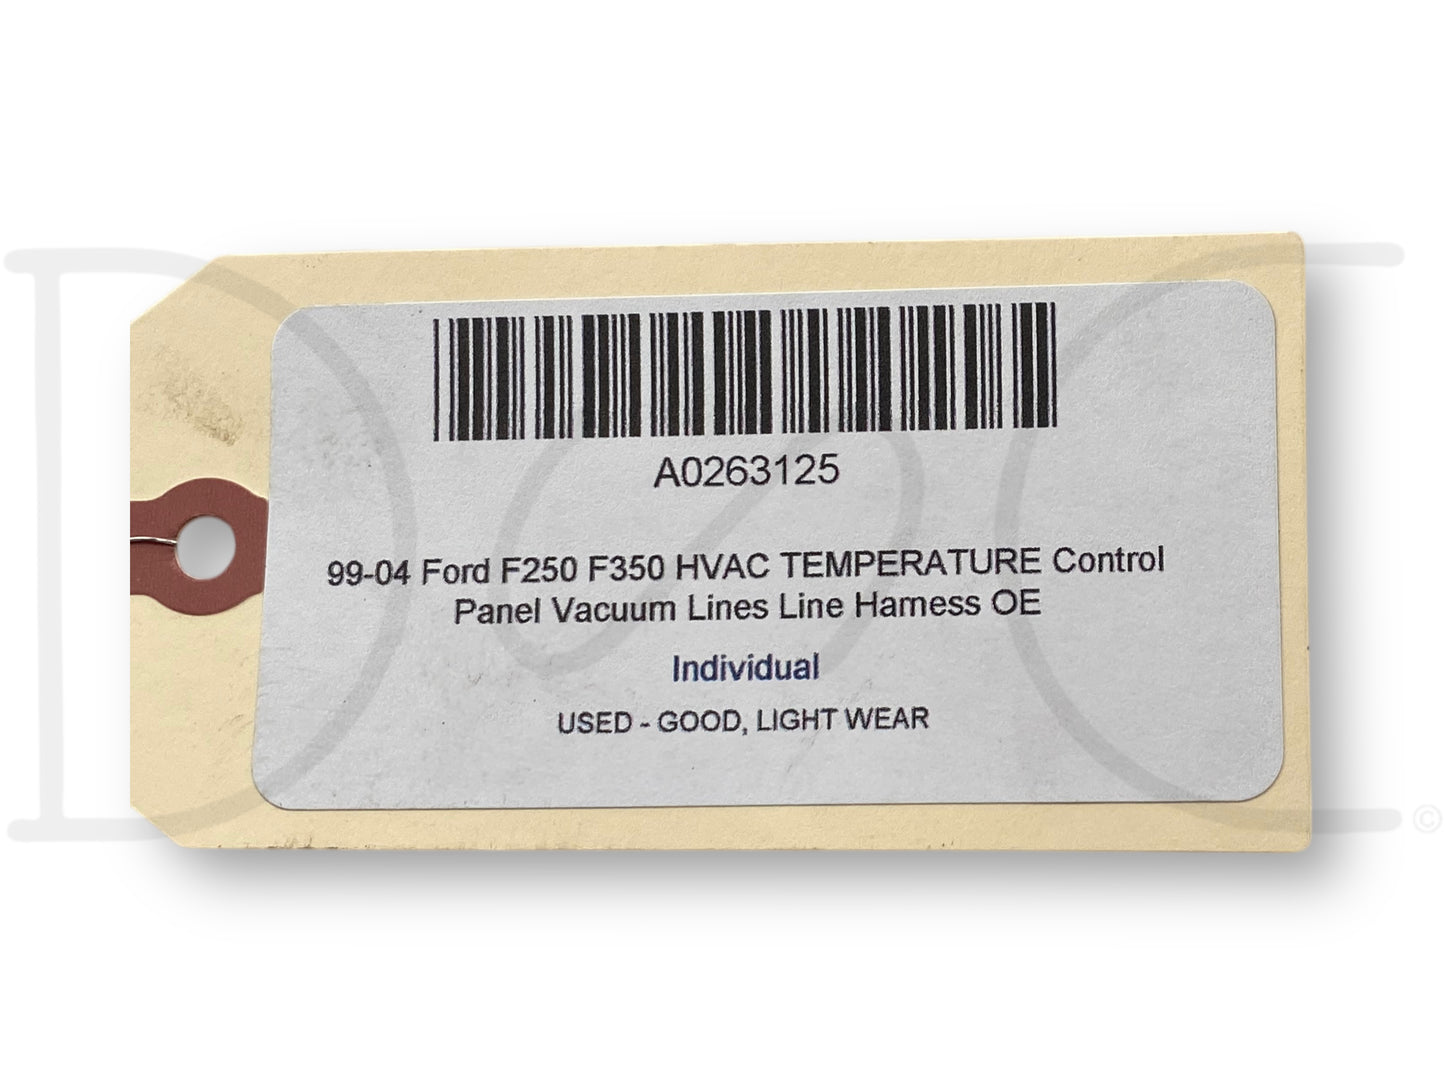 A0263125
99-04 Ford F250 F350 HVAC TEMPERATURE Control
Panel Vacuum Lines Line Harness OE
Individual
USED - GOOD, LIGHT WEAR
©